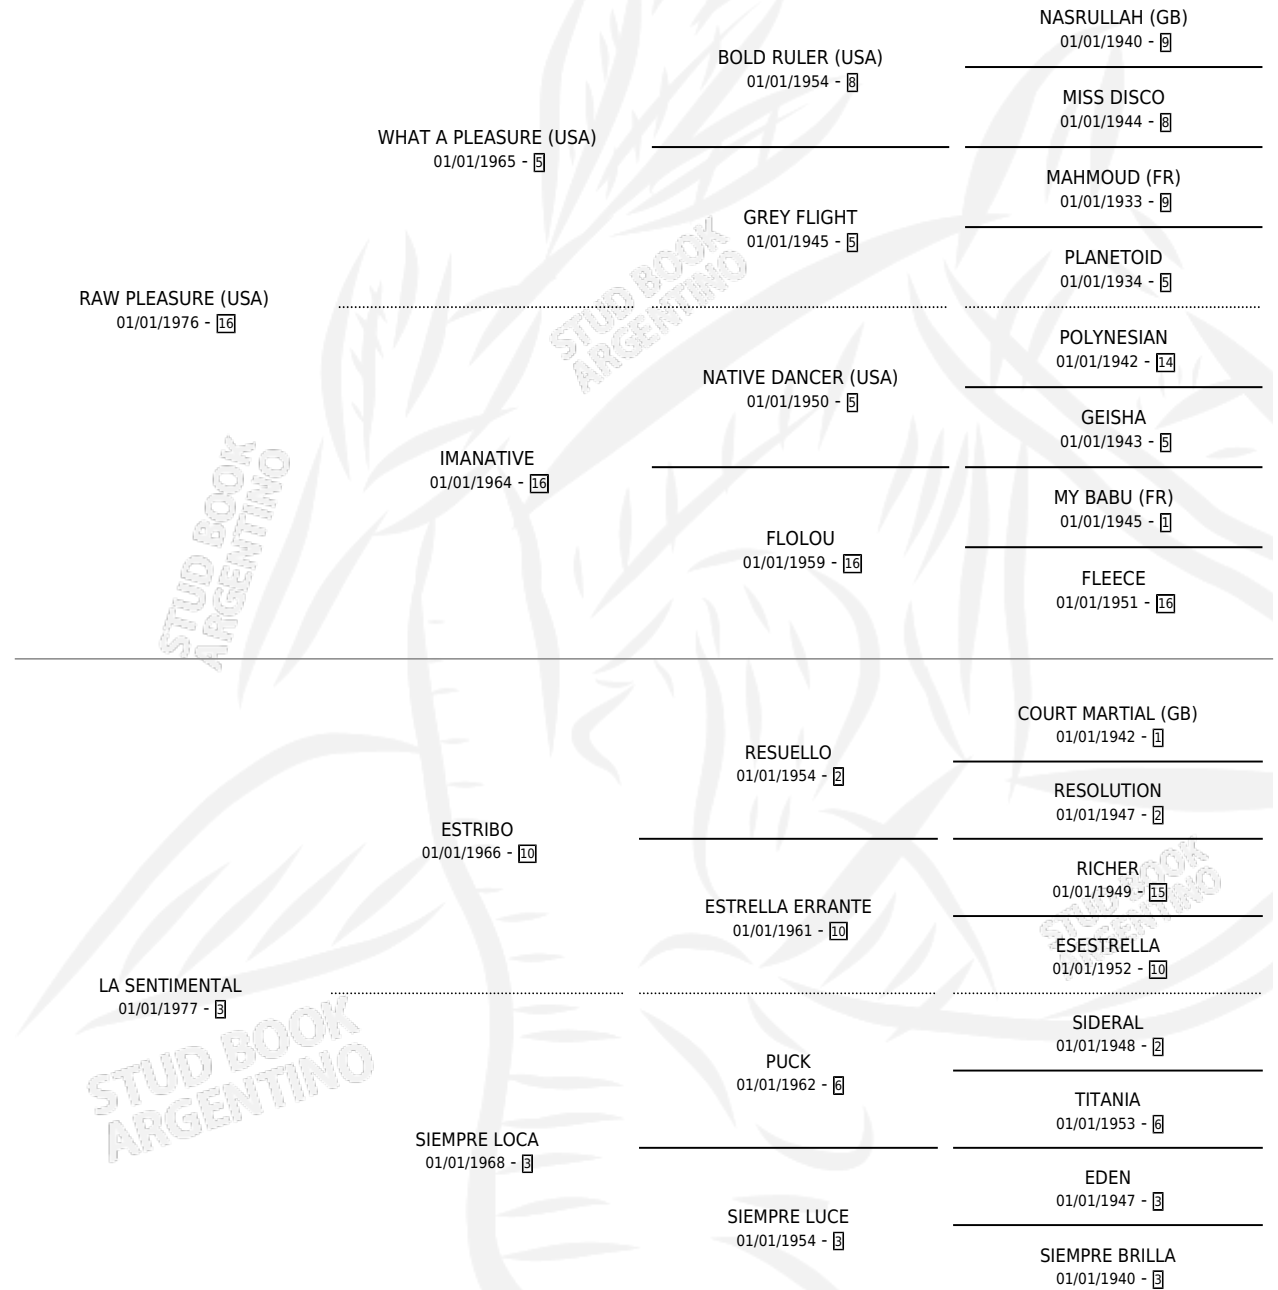 NASRULLAH (GB)
01/01/1940 - 9
BOLD RULER (USA)
01/01/1954 - 8
MISS DISCO
01/01/1944 - 8
WHAT A PLEASURE (USA)
01/01/1965 - 5
MAHMOUD (FR)
01/01/1933 - 9
GREY FLIGHT
01/01/1945 - 5
PLANETOID
01/01/1934 - 5
RAW PLEASURE (USA)
01/01/1976 - 16
STUD BOOK
ARGENTINO
POLYNESIAN
01/01/1942 - 14
NATIVE DANCER (USA)
01/01/1950 - 5
GEISHA
01/01/1943 - 5
IMANATIVE
01/01/1964 - 16
MY BABU (FR)
01/01/1945 - 1
FLOLOU
01/01/1959 - 16
FLEECE
01/01/1951 - 16
STUD BOOK
ARGENTINO
COURT MARTIAL (GB)
01/01/1942 - 1
RESUELLO
01/01/1954 - 2
RESOLUTION
01/01/1947 - 2
ESTRIBO
01/01/1966 - 10
RICHER
01/01/1949 - 15
ESTRELLA ERRANTE
01/01/1961 - 10
STUD BOOK
ARGENTINO
ESESTRELLA
01/01/1952 - 10
LA SENTIMENTAL
01/01/1977 - 3
STUD BOOK
ARGENTINO
SIDERAL
01/01/1948 - 2
PUCK
01/01/1962 - 6
TITANIA
01/01/1953 - 6
SIEMPRE LOCA
01/01/1968 - 3
EDEN
01/01/1947 - 3
SIEMPRE LUCE
01/01/1954 - 3
SIEMPRE BRILLA
01/01/1940 - 3